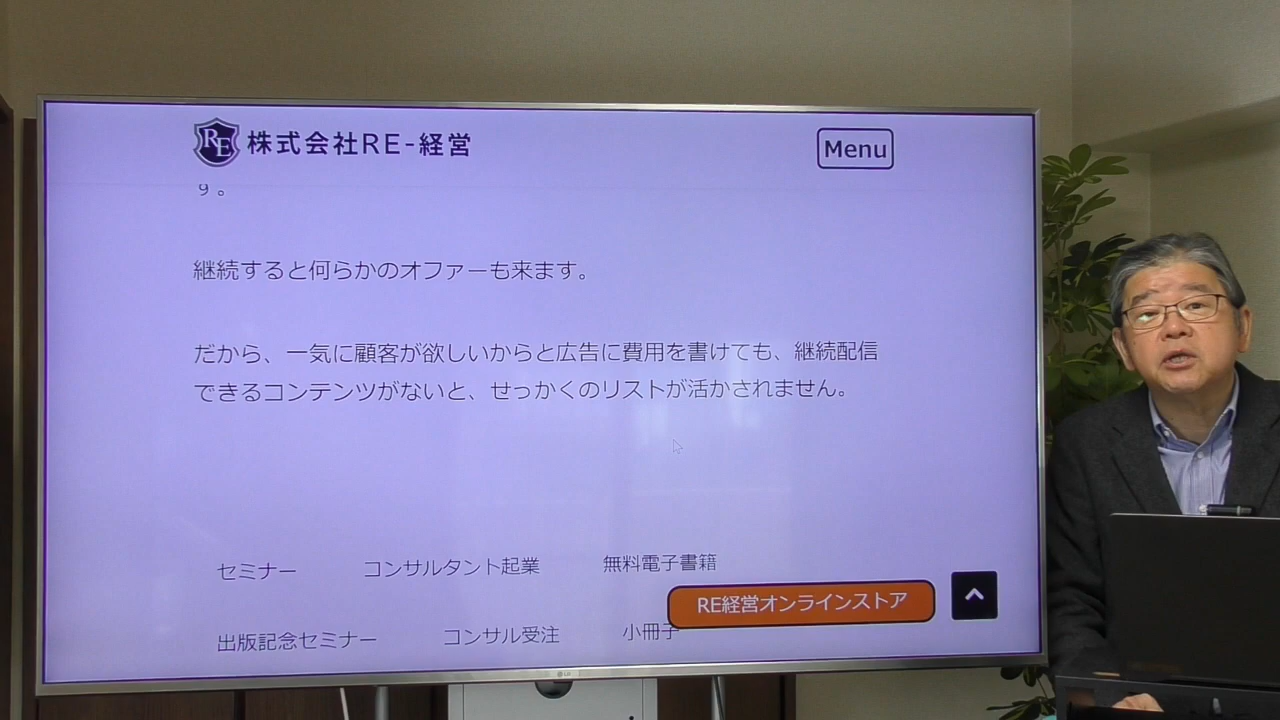 RE 株式会社RE-経営
Menu
す。
継続すると何らかのオファーも来ます。
だから、一気に顧客が欲しいからと広告に費用を書けても、継続配信
できるコンテンツがないと、せっかくのリストが活かされません。
セミナー コンサルタント起業 無料電子書籍
RE経営オンラインストア
出版記念セミナー コンサル受注 小冊子
LG